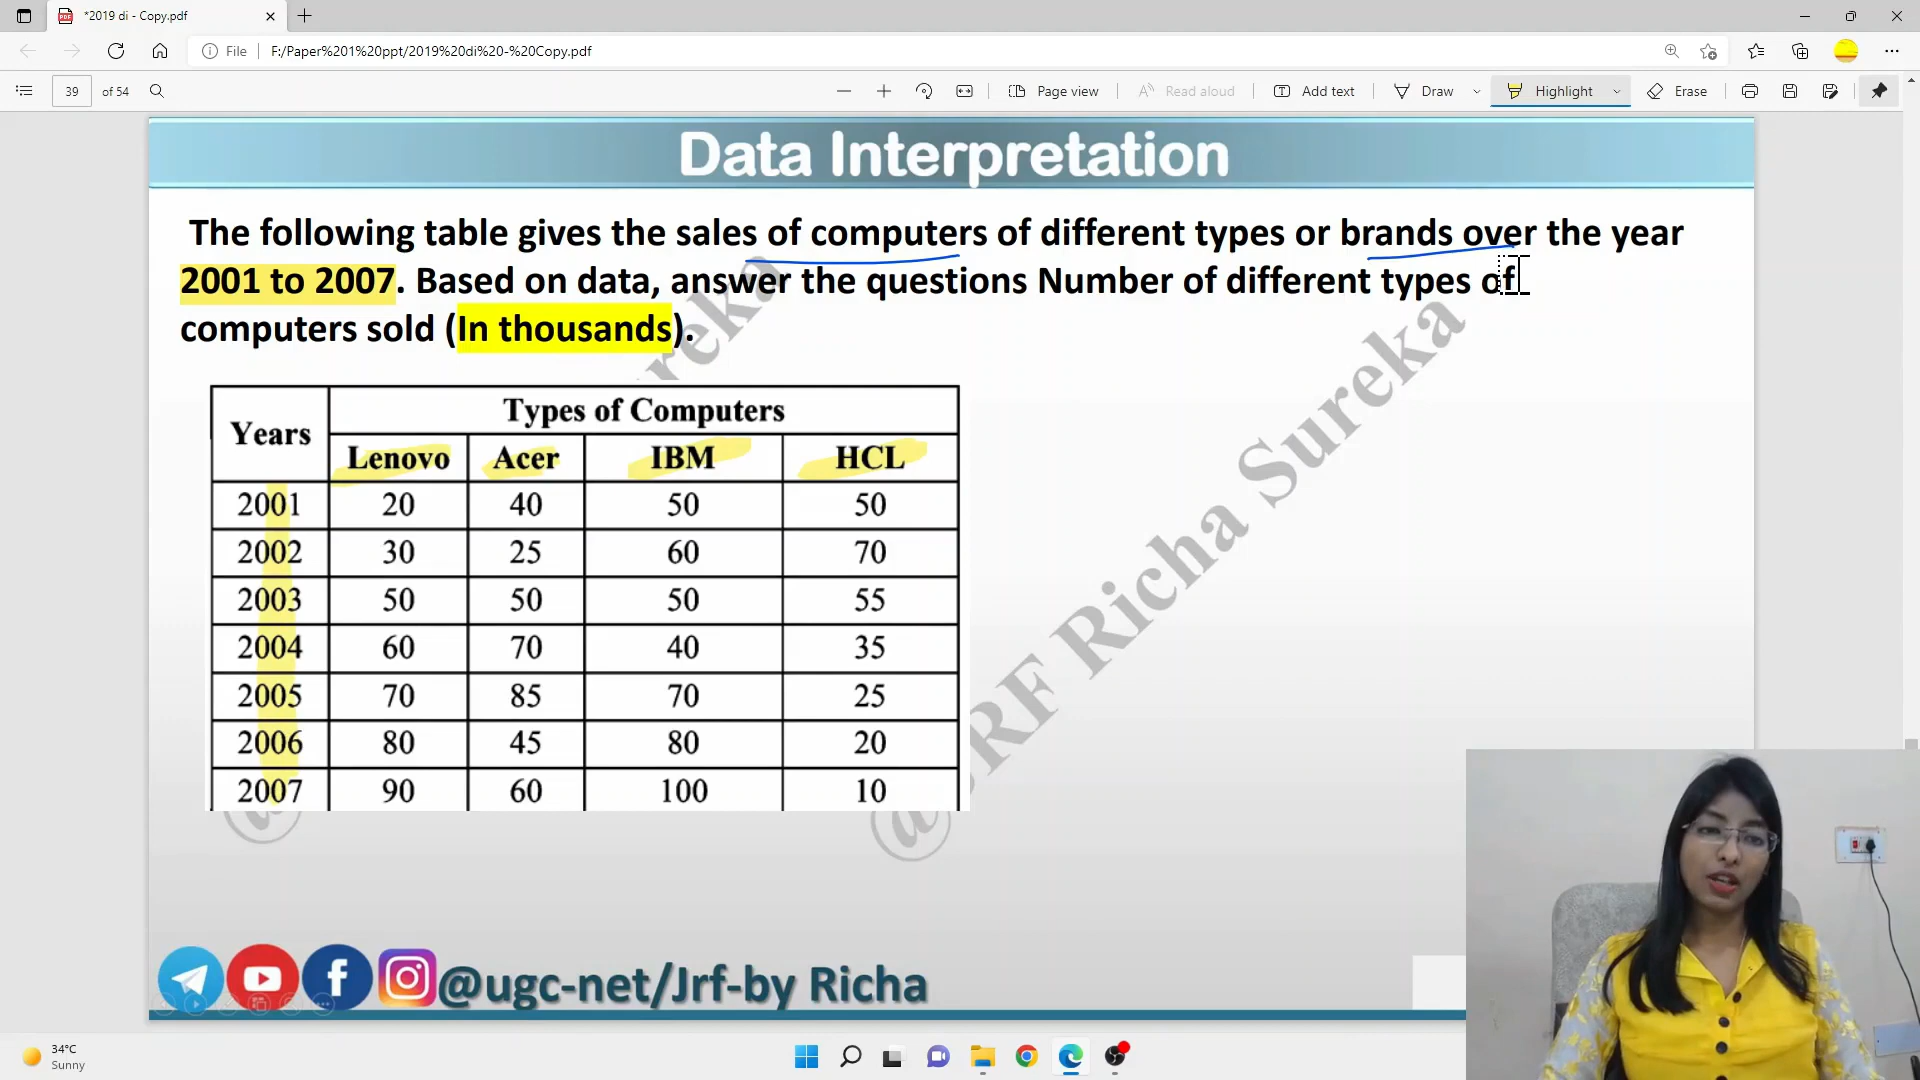 *2019 di - Copy.pdf
File F:/Paper%201%20ppt/2019%20di%20-%20Copy.pdf
39 of 54 Page view Read aloud Add text Draw Highlight Erase
Data Interpretation
The following table gives the sales of computers of different types or brands over the year
2001 to 2007. Based on data, answer the questions Number of different types of
computers sold (In thousands).
Years Types of Computers
Lenovo Acer IBM HCL
2001 20 40 50 50
2002 30 25 60 70
2003 50 50 50 55
2004 60 70 40 35
2005 70 85 70 25
2006 80 45 80 20
2007 90 60 100 10
Richa Sureka
@ugc-net/Jrf-by Richa
34°C
Sunny